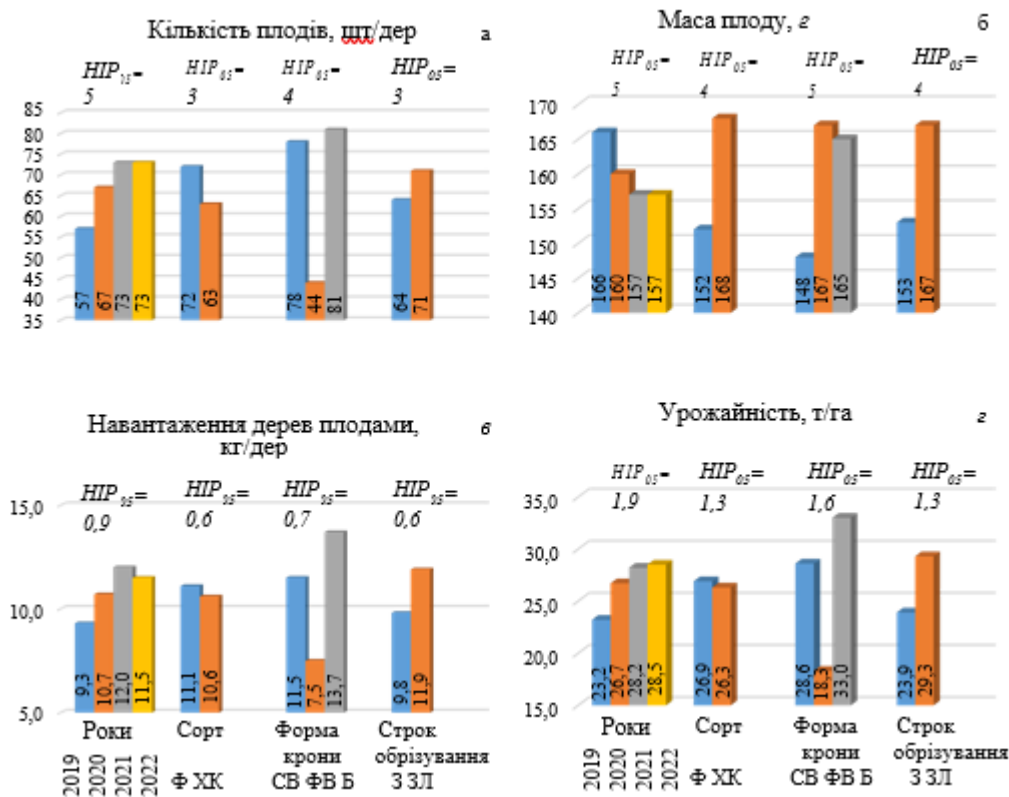 Кількість плодів, шт/дер а
НІР₀₅= НІР₀₅= НІР₀₅= НІР₀₅=
5 3 4 3
85
80
75
70
65
60
55
50
45
40
35
57 67 73 73 72 63 78 44 81 64 71
Маса плоду, г б
НІР₀₅= НІР₀₅= НІР₀₅= НІР₀₅=
5 4 5 4
170
165
160
155
150
145
140
166 160 157 157 152 168 148 167 165 153 167
Навантаження дерев плодами, в
кг/дер
НІР₀₅= НІР₀₅= НІР₀₅= НІР₀₅=
0,9 0,6 0,7 0,6
15,0
10,0
5,0
9,3 10,7 12,0 11,5 11,1 10,6 11,5 7,5 13,7 9,8 11,9
Роки Сорт Форма Строк
крони обрізування
2019 2020 2021 2022 Ф ХК СВ ФВ Б З ЗЛ
Урожайність, т/га г
НІР₀₅= НІР₀₅= НІР₀₅= НІР₀₅=
1,9 1,3 1,6 1,3
35,0
30,0
25,0
20,0
15,0
23,2 26,7 28,2 28,5 26,9 26,3 28,6 18,3 33,0 23,9 29,3
Роки Сорт Форма Строк
крони обрізування
2019 2020 2021 2022 Ф ХК СВ ФВ Б З ЗЛ